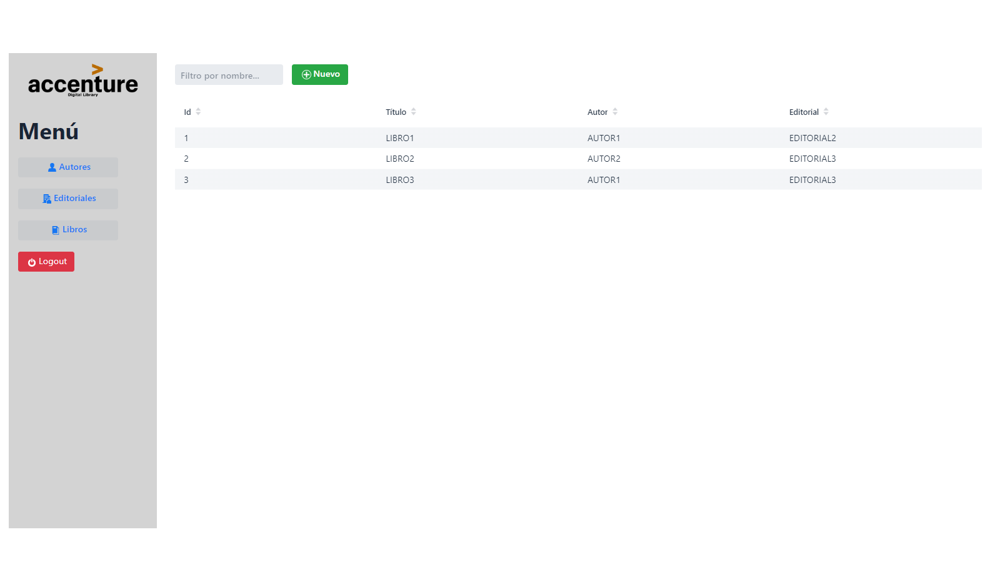 accenture
Digital Library
Menú
Autores
Editoriales
Libros
Logout
Filtro por nombre... Nuevo
Id Título Autor Editorial
1 LIBRO1 AUTOR1 EDITORIAL2
2 LIBRO2 AUTOR2 EDITORIAL3
3 LIBRO3 AUTOR1 EDITORIAL3